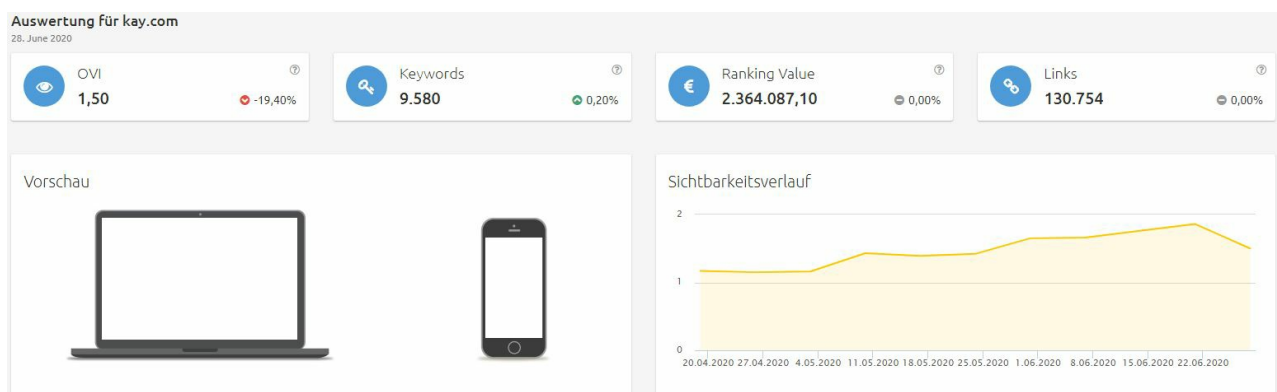 Auswertung für kay.com
28. June 2020
OVI
1,50
-19,40%
Keywords
9.580
0,20%
Ranking Value
2.364.087,10
0,00%
Links
130.754
0,00%
Vorschau
Sichtbarkeitsverlauf
2
1
0
20.04.2020 27.04.2020 4.05.2020 11.05.2020 18.05.2020 25.05.2020 1.06.2020 8.06.2020 15.06.2020 22.06.2020